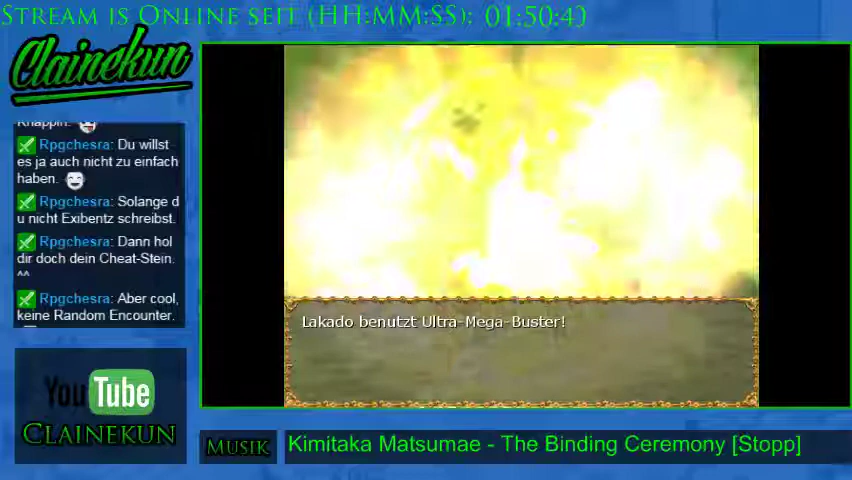 Stream is Online seit (HH:MM:SS): 01:50:43
Clainekun
Knappin.
Rpgchesra: Du willst
es ja auch nicht zu einfach
haben.
Rpgchesra: Solange d
u nicht Exibentz schreibst.
Rpgchesra: Dann hol
dir doch dein Cheat-Stein.
^^
Rpgchesra: Aber cool,
keine Random Encounter.
Lakado benutzt Ultra-Mega-Buster!
YouTube
Clainekun
Musik
Kimitaka Matsumae - The Binding Ceremony [Stopp]